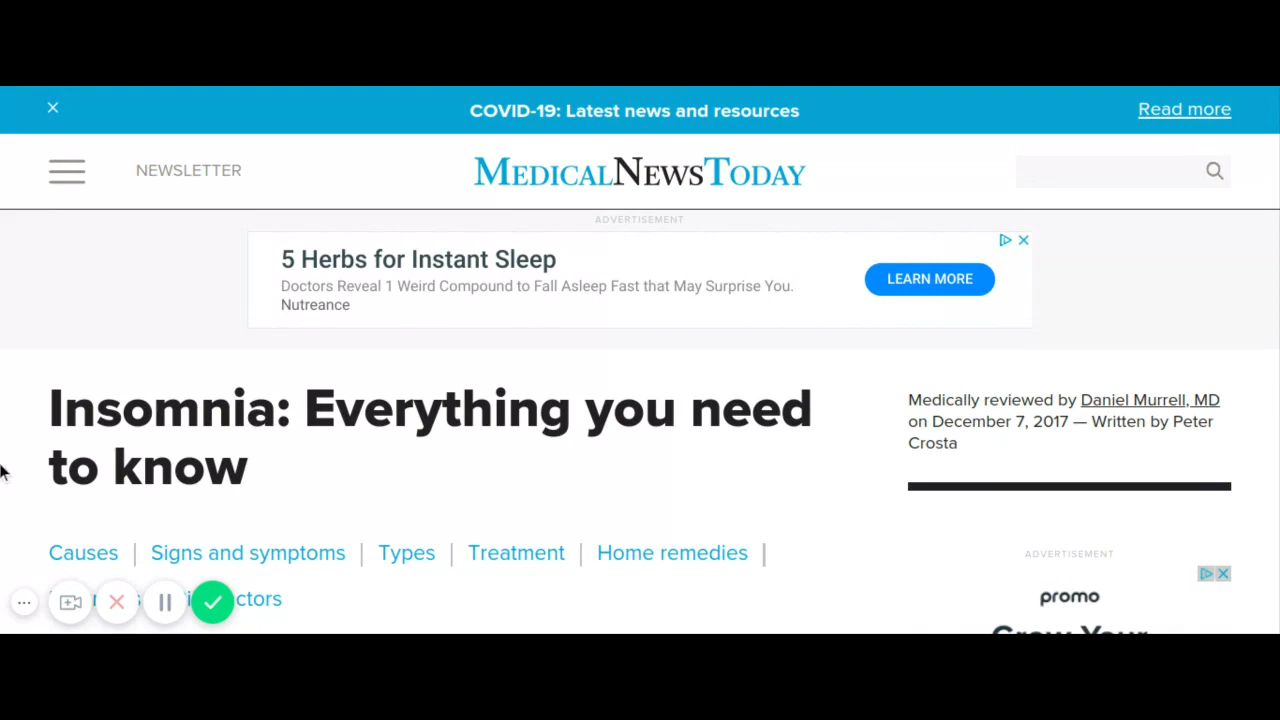 COVID-19: Latest news and resources
Read more
NEWSLETTER
MEDICALNEWSTODAY
ADVERTISEMENT
5 Herbs for Instant Sleep
Doctors Reveal 1 Weird Compound to Fall Asleep Fast that May Surprise You.
Nutreance
LEARN MORE
Insomnia: Everything you need
to know
Medically reviewed by Daniel Murrell, MD
on December 7, 2017 — Written by Peter
Crosta
Causes | Signs and symptoms | Types | Treatment | Home remedies |
ADVERTISEMENT
promo
Grow Your